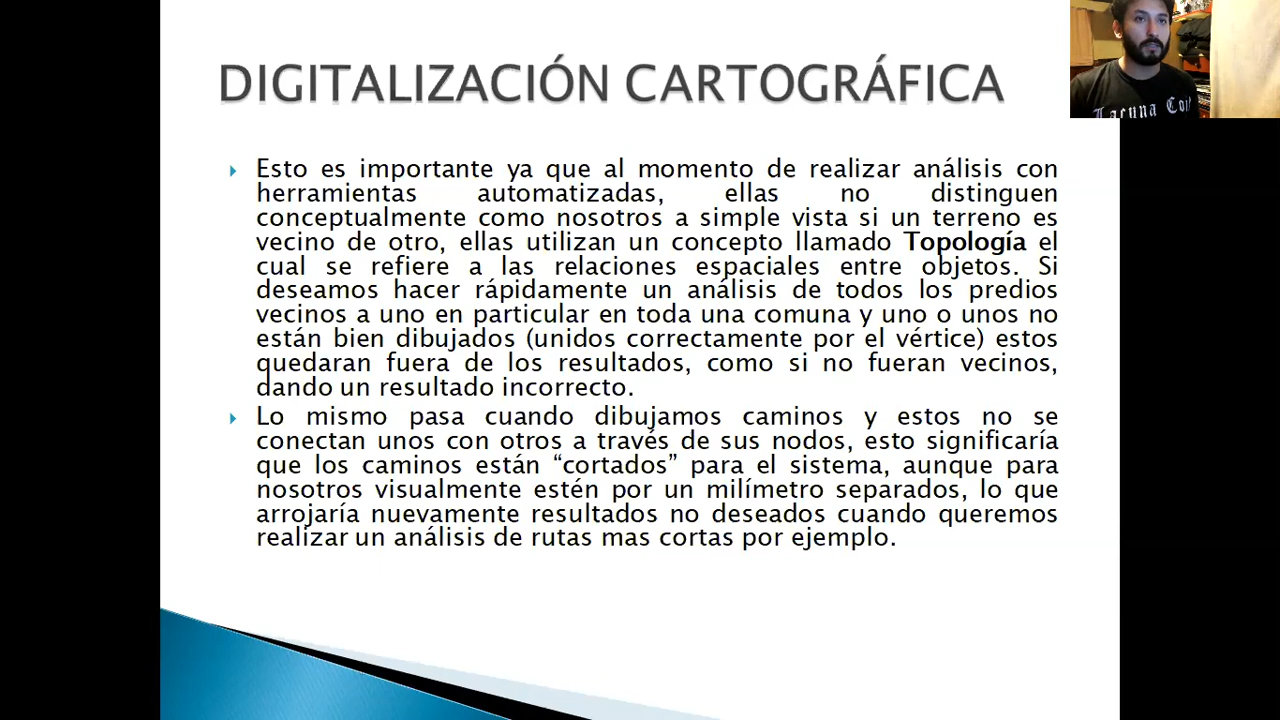 DIGITALIZACIÓN CARTOGRÁFICA
Esto es importante ya que al momento de realizar análisis con
herramientas automatizadas, ellas no distinguen
conceptualmente como nosotros a simple vista si un terreno es
vecino de otro, ellas utilizan un concepto llamado Topología el
cual se refiere a las relaciones espaciales entre objetos. Si
deseamos hacer rápidamente un análisis de todos los predios
vecinos a uno en particular en toda una comuna y uno o unos no
están bien dibujados (unidos correctamente por el vértice) estos
quedaran fuera de los resultados, como si no fueran vecinos,
dando un resultado incorrecto.
Lo mismo pasa cuando dibujamos caminos y estos no se
conectan unos con otros a través de sus nodos, esto significaría
que los caminos están “cortados” para el sistema, aunque para
nosotros visualmente estén por un milímetro separados, lo que
arrojaría nuevamente resultados no deseados cuando queremos
realizar un análisis de rutas mas cortas por ejemplo.
Lacuna